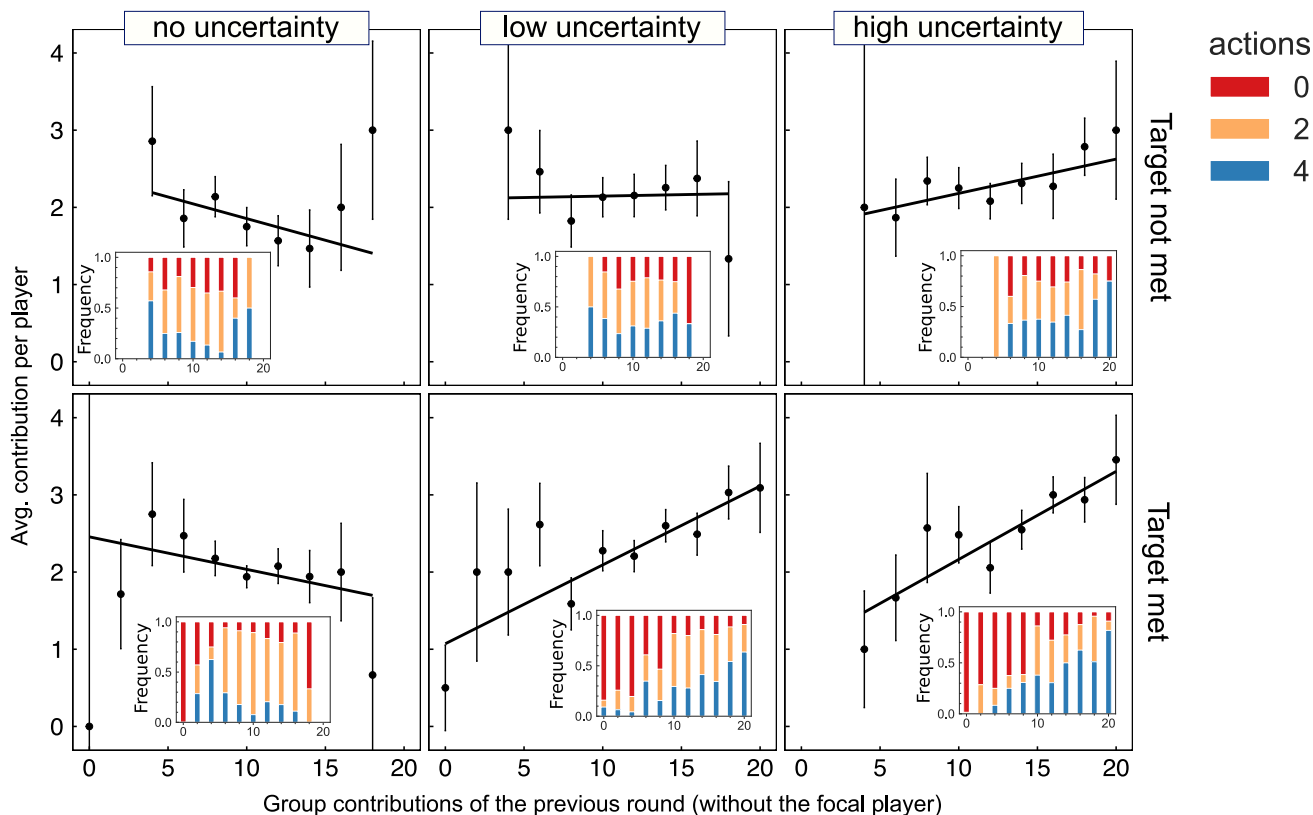 no uncertainty
low uncertainty
high uncertainty
actions
0
2
4
Target not met
Target met
Avg. contribution per player
4
3
2
1
0
4
3
2
1
0
Frequency
1.0
0.5
0.0
0 10 20
Frequency
1.0
0.5
0.0
0 10 20
Frequency
1.0
0.5
0.0
0 10 20
Frequency
1.0
0.5
0.0
0 10 20
Frequency
1.0
0.5
0.0
0 10 20
Frequency
1.0
0.5
0.0
0 10 20
0 5 10 15 20
0 5 10 15 20
0 5 10 15 20
Group contributions of the previous round (without the focal player)